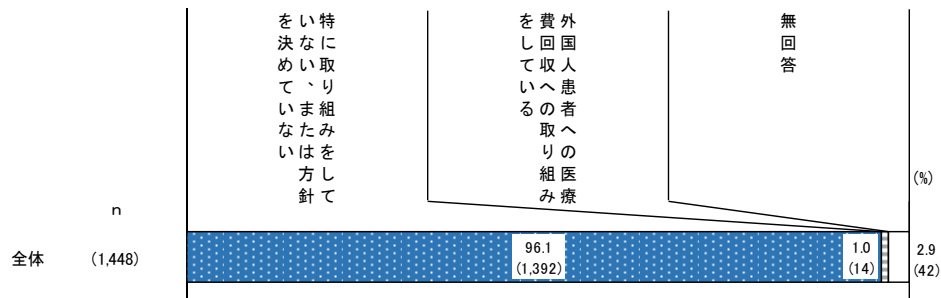 特に取り組みをして
いない、または方針
を決めていない
外国人患者への医療
費回収への取り組み
をしている
無回答
(%)
n
全体
(1,448)
96.1
(1,392)
1.0
(14)
2.9
(42)